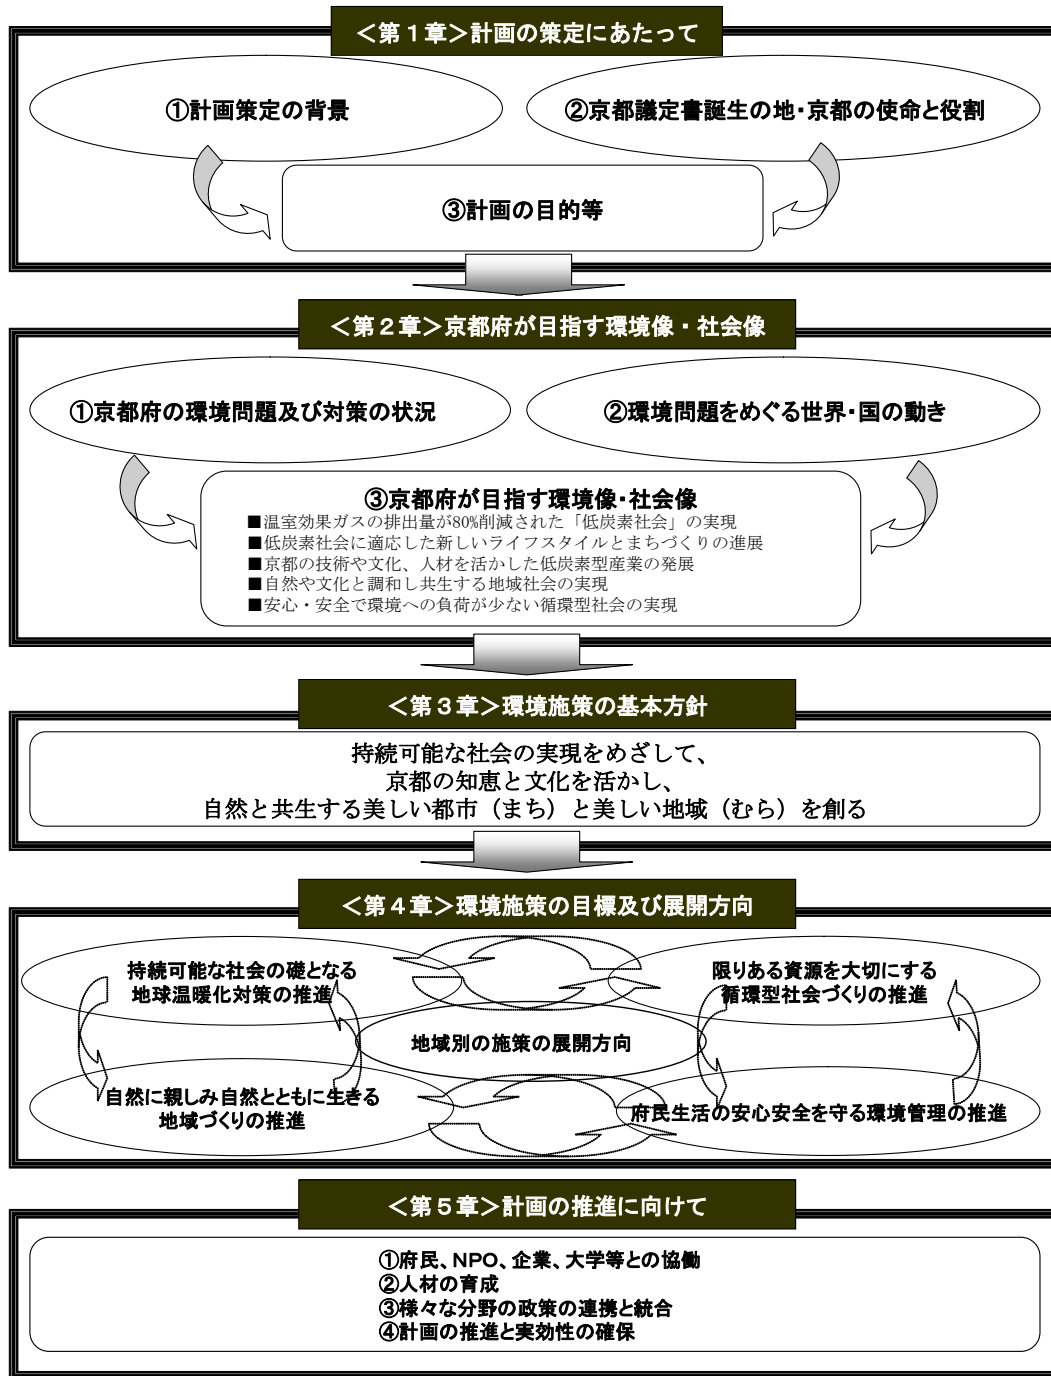 ＜第１章＞計画の策定にあたって
①計画策定の背景
②京都議定書誕生の地・京都の使命と役割
③計画の目的等
＜第２章＞京都府が目指す環境像・社会像
①京都府の環境問題及び対策の状況
②環境問題をめぐる世界・国の動き
③京都府が目指す環境像・社会像
■温室効果ガスの排出量が80%削減された「低炭素社会」の実現
■低炭素社会に適応した新しいライフスタイルとまちづくりの進展
■京都の技術や文化、人材を活かした低炭素型産業の発展
■自然や文化と調和し共生する地域社会の実現
■安心・安全で環境への負荷が少ない循環型社会の実現
＜第３章＞環境施策の基本方針
持続可能な社会の実現をめざして、
京都の知恵と文化を活かし、
自然と共生する美しい都市（まち）と美しい地域（むら）を創る
＜第４章＞環境施策の目標及び展開方向
持続可能な社会の礎となる
地球温暖化対策の推進
限りある資源を大切にする
循環型社会づくりの推進
地域別の施策の展開方向
自然に親しみ自然とともに生きる
地域づくりの推進
府民生活の安心安全を守る環境管理の推進
＜第５章＞計画の推進に向けて
①府民、NPO、企業、大学等との協働
②人材の育成
③様々な分野の政策の連携と統合
④計画の推進と実効性の確保